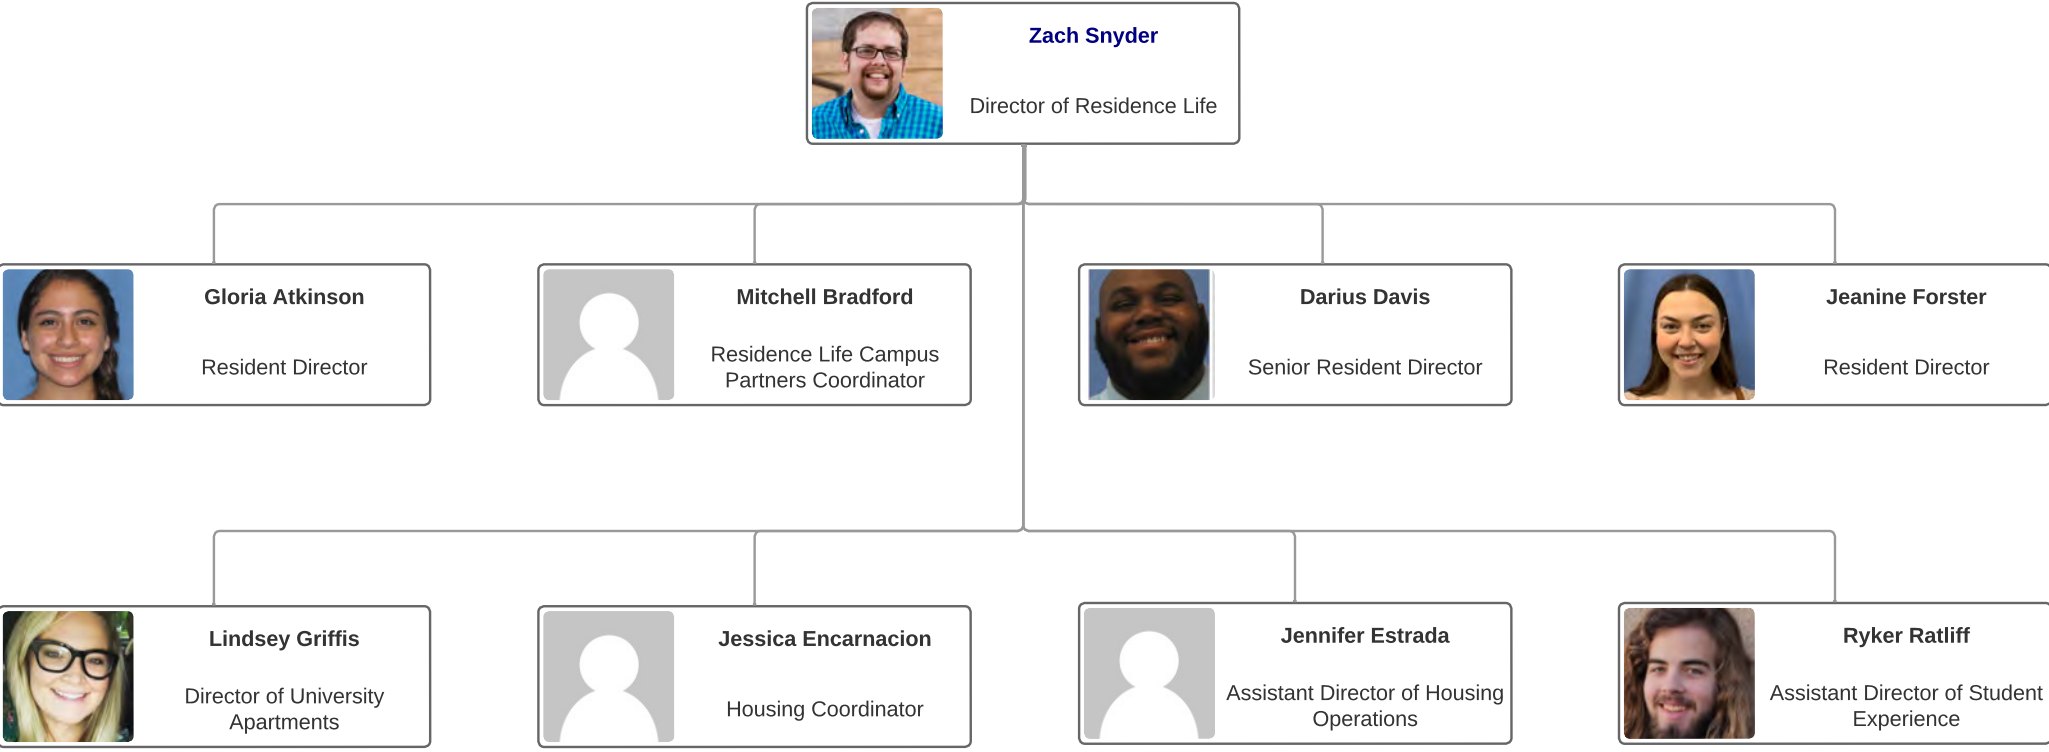 Zach Snyder
Director of Residence Life
Gloria Atkinson
Resident Director
Mitchell Bradford
Residence Life Campus
Partners Coordinator
Darius Davis
Senior Resident Director
Jeanine Forster
Resident Director
Lindsey Griffis
Director of University
Apartments
Jessica Encarnacion
Housing Coordinator
Jennifer Estrada
Assistant Director of Housing
Operations
Ryker Ratliff
Assistant Director of Student
Experience